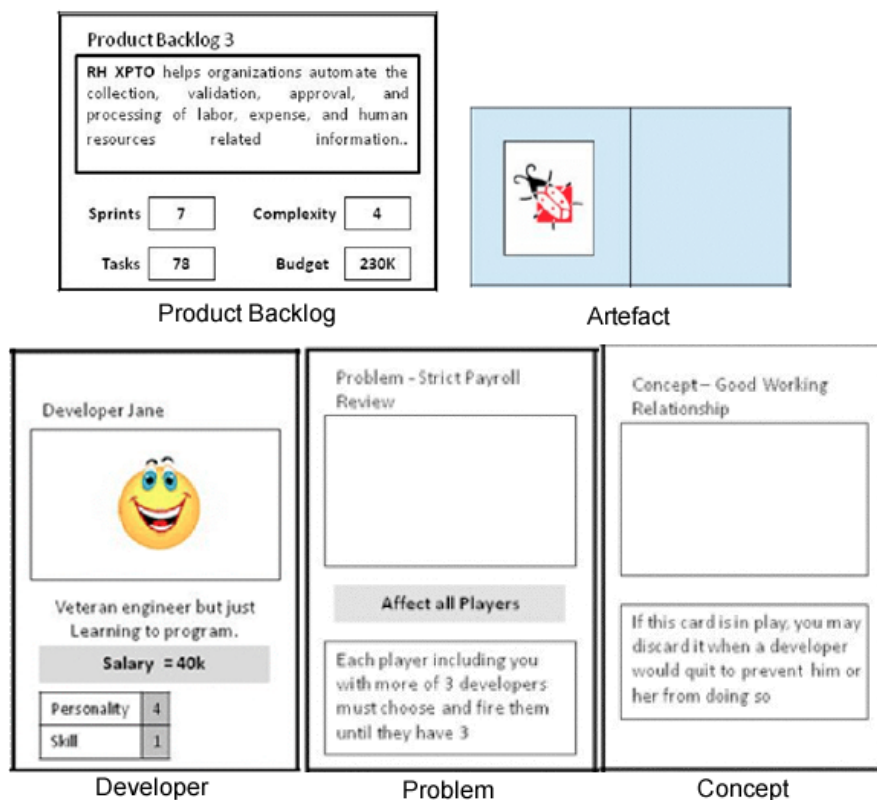 Product Backlog 3
RH XPTO helps organizations automate the
collection, validation, approval, and
processing of labor, expense, and human
resources related information..
Sprints 7 Complexity 4
Tasks 78 Budget 230K
Product Backlog
Artefact
Developer Jane
Veteran engineer but just
Learning to program.
Salary = 40k
Personality 4
Skill 1
Developer
Problem - Strict Payroll
Review
Affect all Players
Each player including you
with more of 3 developers
must choose and fire them
until they have 3
Problem
Concept – Good Working
Relationship
If this card is in play, you may
discard it when a developer
would quit to prevent him or
her from doing so
Concept